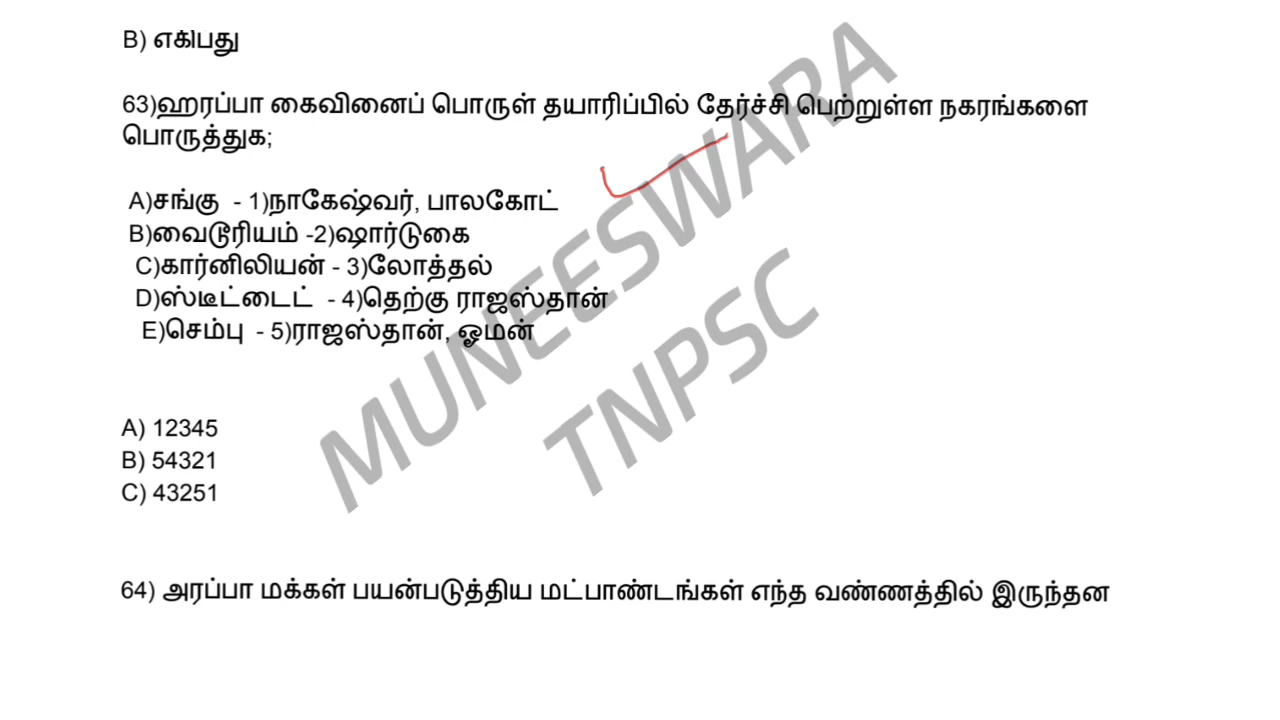 B) எகிபது
63)ஹரப்பா கைவினைப் பொருள் தயாரிப்பில் தேர்ச்சி பெற்றுள்ள நகரங்களை
பொருத்துக;
A)சங்கு - 1)நாகேஷ்வர், பாலகோட்
B)வைடூரியம் -2)ஷார்டுகை
C)கார்னிலியன் - 3)லோத்தல்
D)ஸ்டீட்டைட் - 4)தெற்கு ராஜஸ்தான்
E)செம்பு - 5)ராஜஸ்தான், ஓமன்
A) 12345
B) 54321
C) 43251
64) அரப்பா மக்கள் பயன்படுத்திய மட்பாண்டங்கள் எந்த வண்ணத்தில் இருந்தன
MUNEESWARA
TNPSC